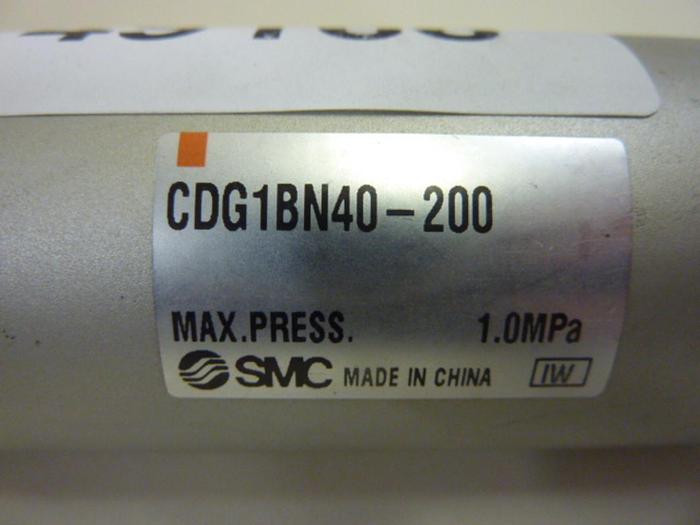 CDG1BN40-200
MAX.PRESS. 1.0MPa
SMC MADE IN CHINA IW